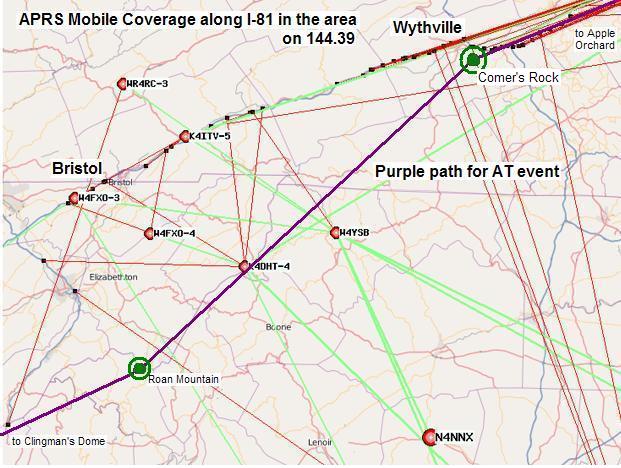 APRS Mobile Coverage along I-81 in the area
on 144.39
Wythville
to Apple
Orchard
Comer's Rock
WR4RC-3
K4ITV-5
Bristol
Bristol
Purple path for AT event
W4FXO-3
W4FXO-4
W4YSB
K4DHT-4
Elizabethton
Boone
Roan Mountain
to Clingman's Dome
Lenoir
N4NNX